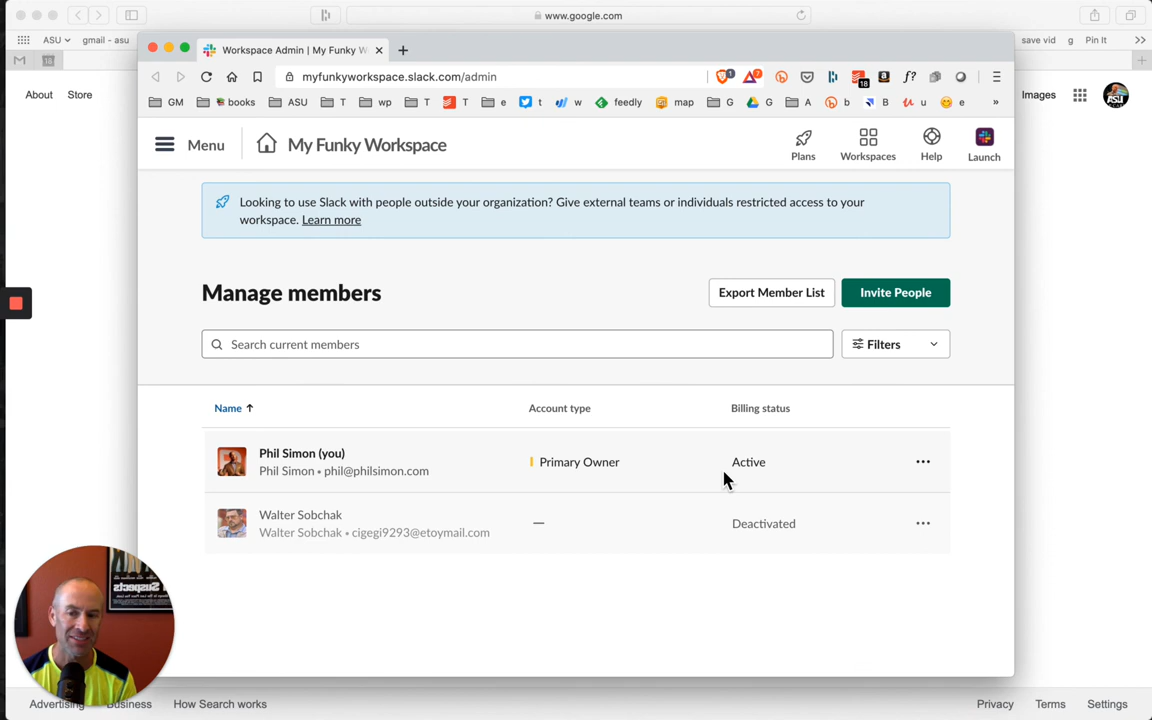 www.google.com
ASU
gmail - asu
save vid
g
Pin It
Workspace Admin | My Funky W
myfunkyworkspace.slack.com/admin
1
7
18
f?
GM
books
ASU
T
wp
T
T
e
t
w
feedly
map
G
G
A
b
B
u
e
About
Store
Images
Menu
My Funky Workspace
Plans
Workspaces
Help
Launch
Looking to use Slack with people outside your organization? Give external teams or individuals restricted access to your
workspace. Learn more
Manage members
Export Member List
Invite People
Search current members
Filters
Name
Account type
Billing status
Phil Simon (you)
Phil Simon • phil@philsimon.com
Primary Owner
Active
Walter Sobchak
Walter Sobchak • cigegi9293@etoymail.com
—
Deactivated
Advertising
Business
How Search works
Privacy
Terms
Settings